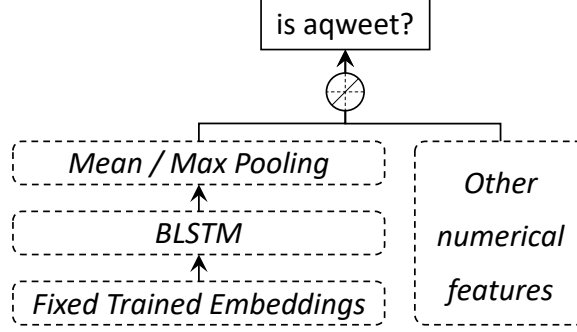 is aqweet?
Mean / Max Pooling
BLSTM
Fixed Trained Embeddings
Other
numerical
features